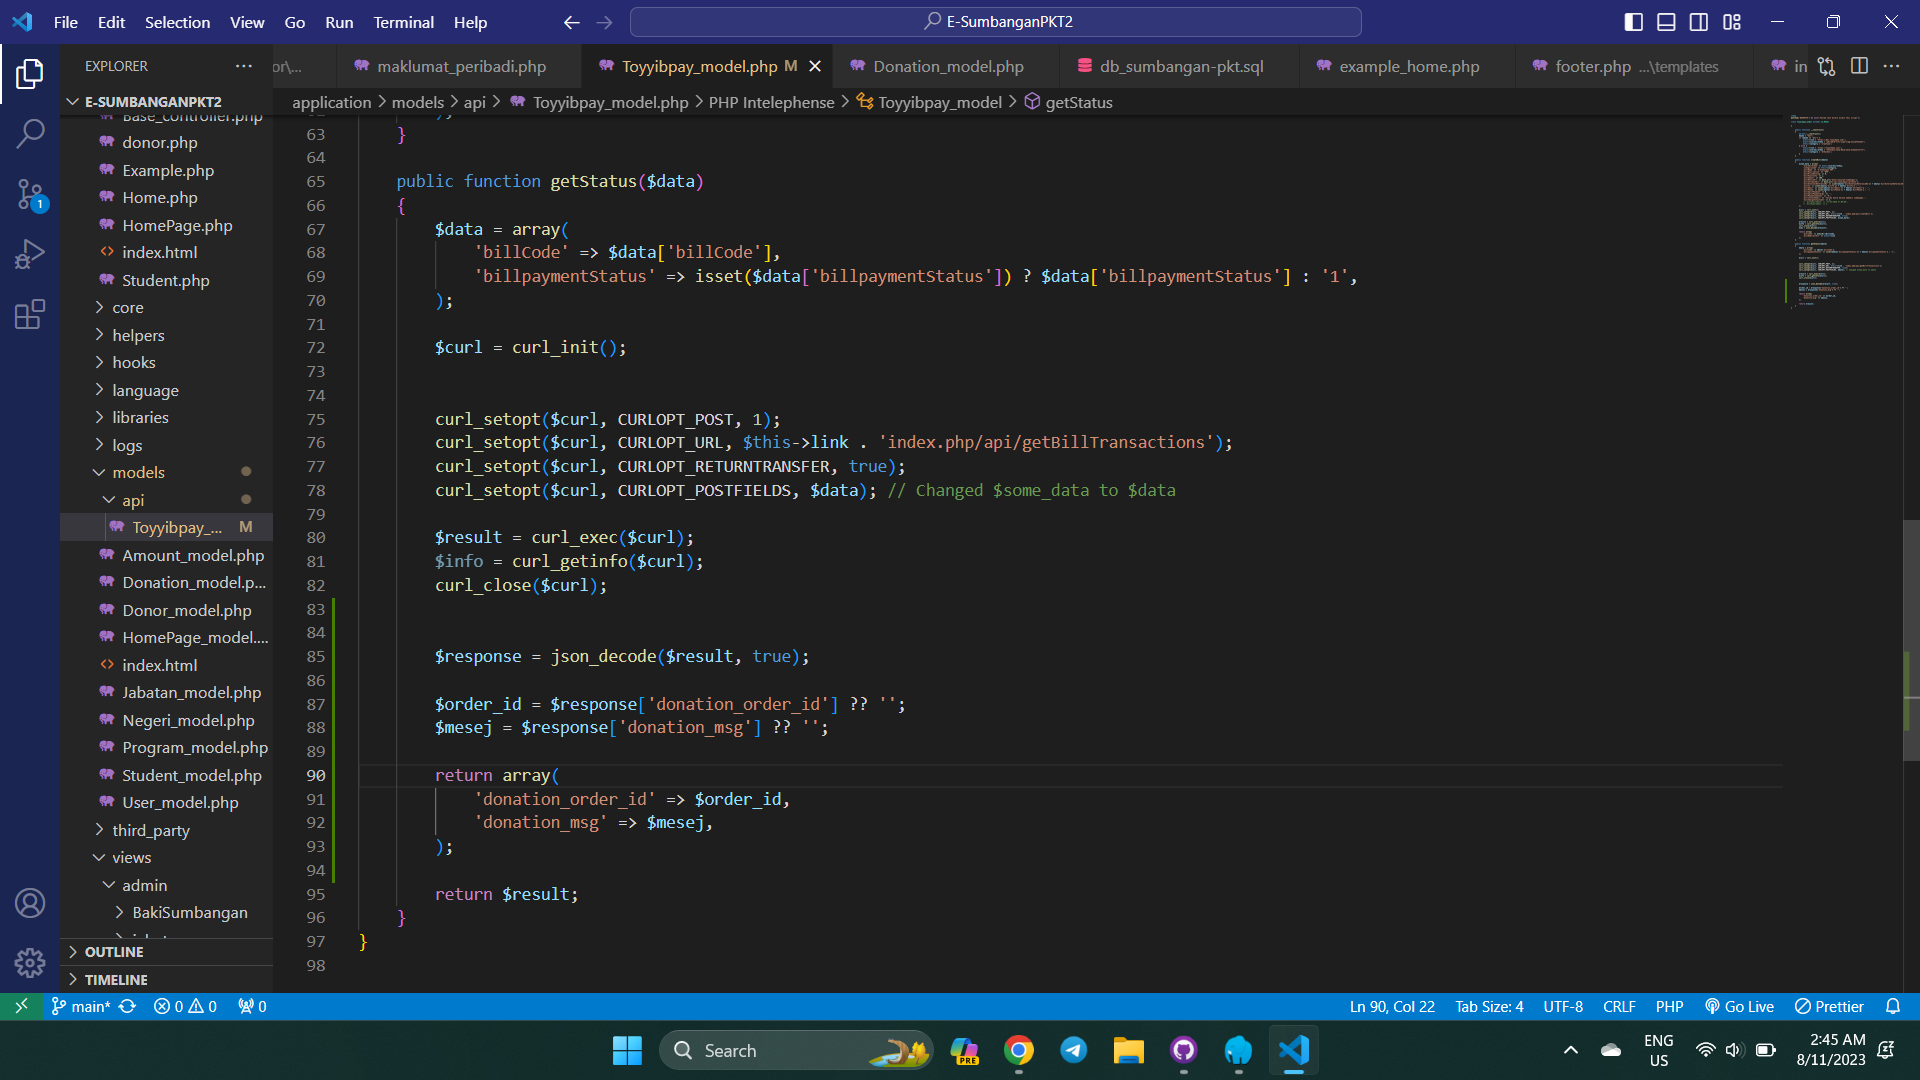 File Edit Selection View Go Run Terminal Help
E-SumbanganPKT2
EXPLORER
or\...
maklumat_peribadi.php
Toyyibpay_model.php M
Donation_model.php
db_sumbangan-pkt.sql
example_home.php
footer.php ...\templates
in
application > models > api > Toyyibpay_model.php > PHP Intelephense > Toyyibpay_model > getStatus
E-SUMBANGANPKT2
Base_controller.php
donor.php
Example.php
Home.php
HomePage.php
index.html
Student.php
core
helpers
hooks
language
libraries
logs
models
api
Toyyibpay_... M
Amount_model.php
Donation_model.p...
Donor_model.php
HomePage_model....
index.html
Jabatan_model.php
Negeri_model.php
Program_model.php
Student_model.php
User_model.php
third_party
views
admin
BakiSumbangan
OUTLINE
TIMELINE
1
62 );
63 }
64
65 public function getStatus($data)
66 {
67 $data = array(
68 'billCode' => $data['billCode'],
69 'billpaymentStatus' => isset($data['billpaymentStatus']) ? $data['billpaymentStatus'] : '1',
70 );
71
72 $curl = curl_init();
73
74
75 curl_setopt($curl, CURLOPT_POST, 1);
76 curl_setopt($curl, CURLOPT_URL, $this->link . 'index.php/api/getBillTransactions');
77 curl_setopt($curl, CURLOPT_RETURNTRANSFER, true);
78 curl_setopt($curl, CURLOPT_POSTFIELDS, $data); // Changed $some_data to $data
79
80 $result = curl_exec($curl);
81 $info = curl_getinfo($curl);
82 curl_close($curl);
83
84
85 $response = json_decode($result, true);
86
87 $order_id = $response['donation_order_id'] ?? '';
88 $mesej = $response['donation_msg'] ?? '';
89
90 return array(
91 'donation_order_id' => $order_id,
92 'donation_msg' => $mesej,
93 );
94
95 return $result;
96 }
97 }
98
main* 0 0 0
Ln 90, Col 22 Tab Size: 4 UTF-8 CRLF PHP Go Live Prettier
Search
PRE
ENG
US
2:45 AM
8/11/2023